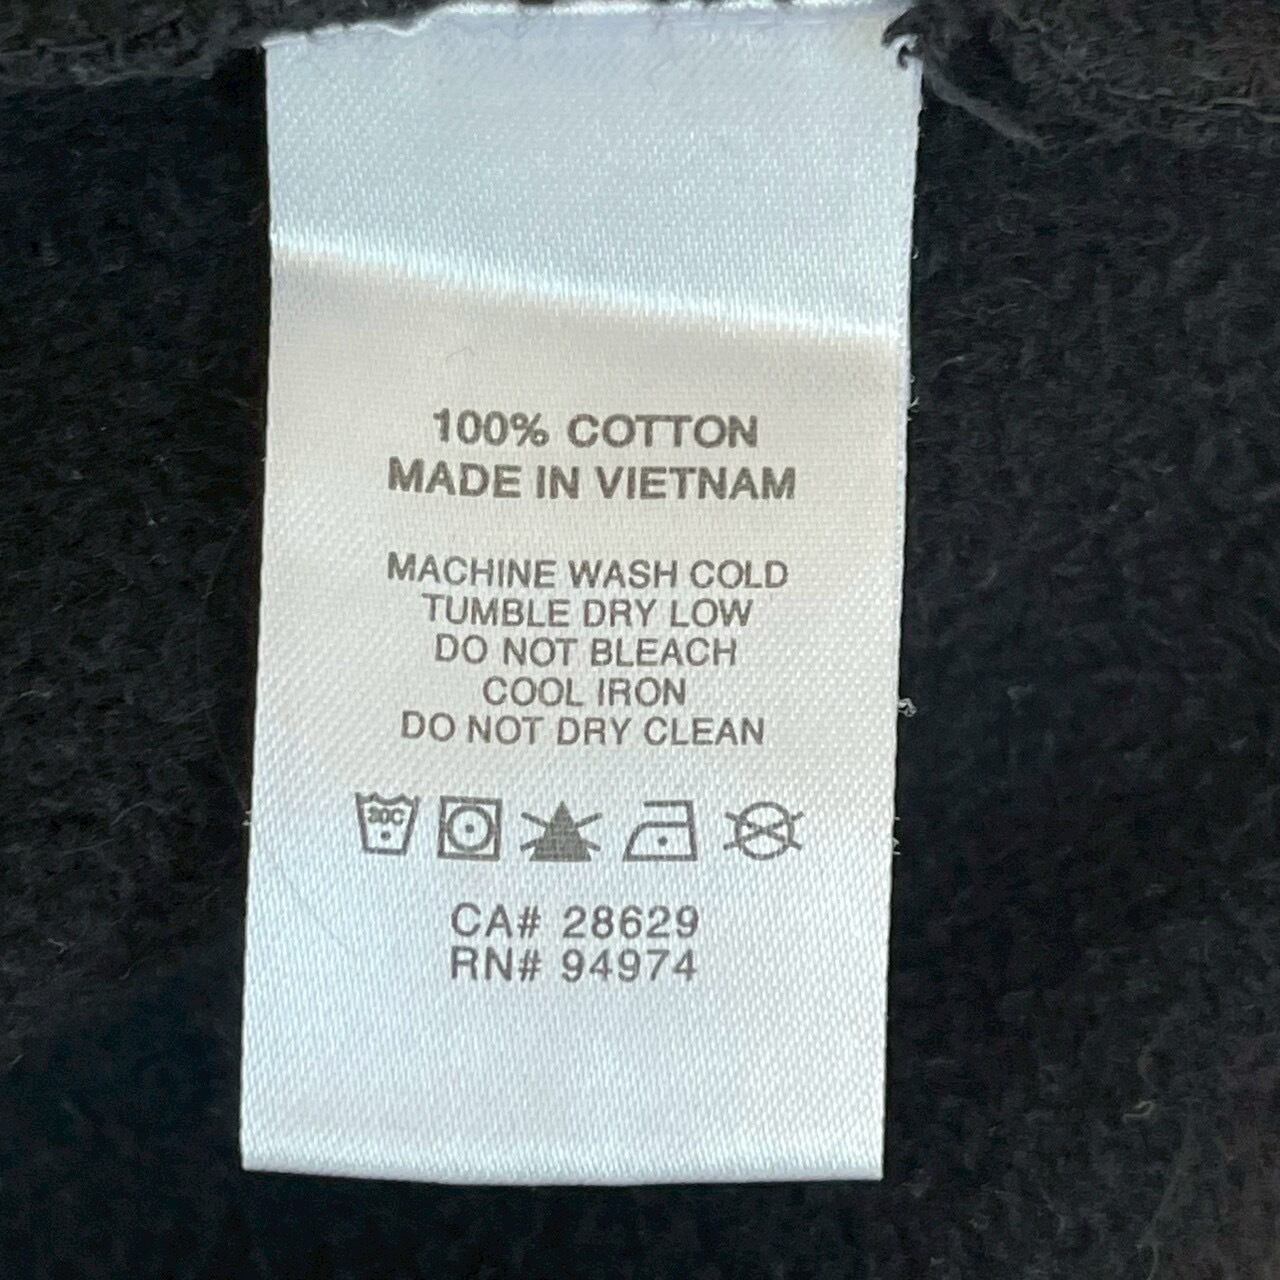 100% COTTON
MADE IN VIETNAM
MACHINE WASH COLD
TUMBLE DRY LOW
DO NOT BLEACH
COOL IRON
DO NOT DRY CLEAN
30C
CA# 28629
RN# 94974